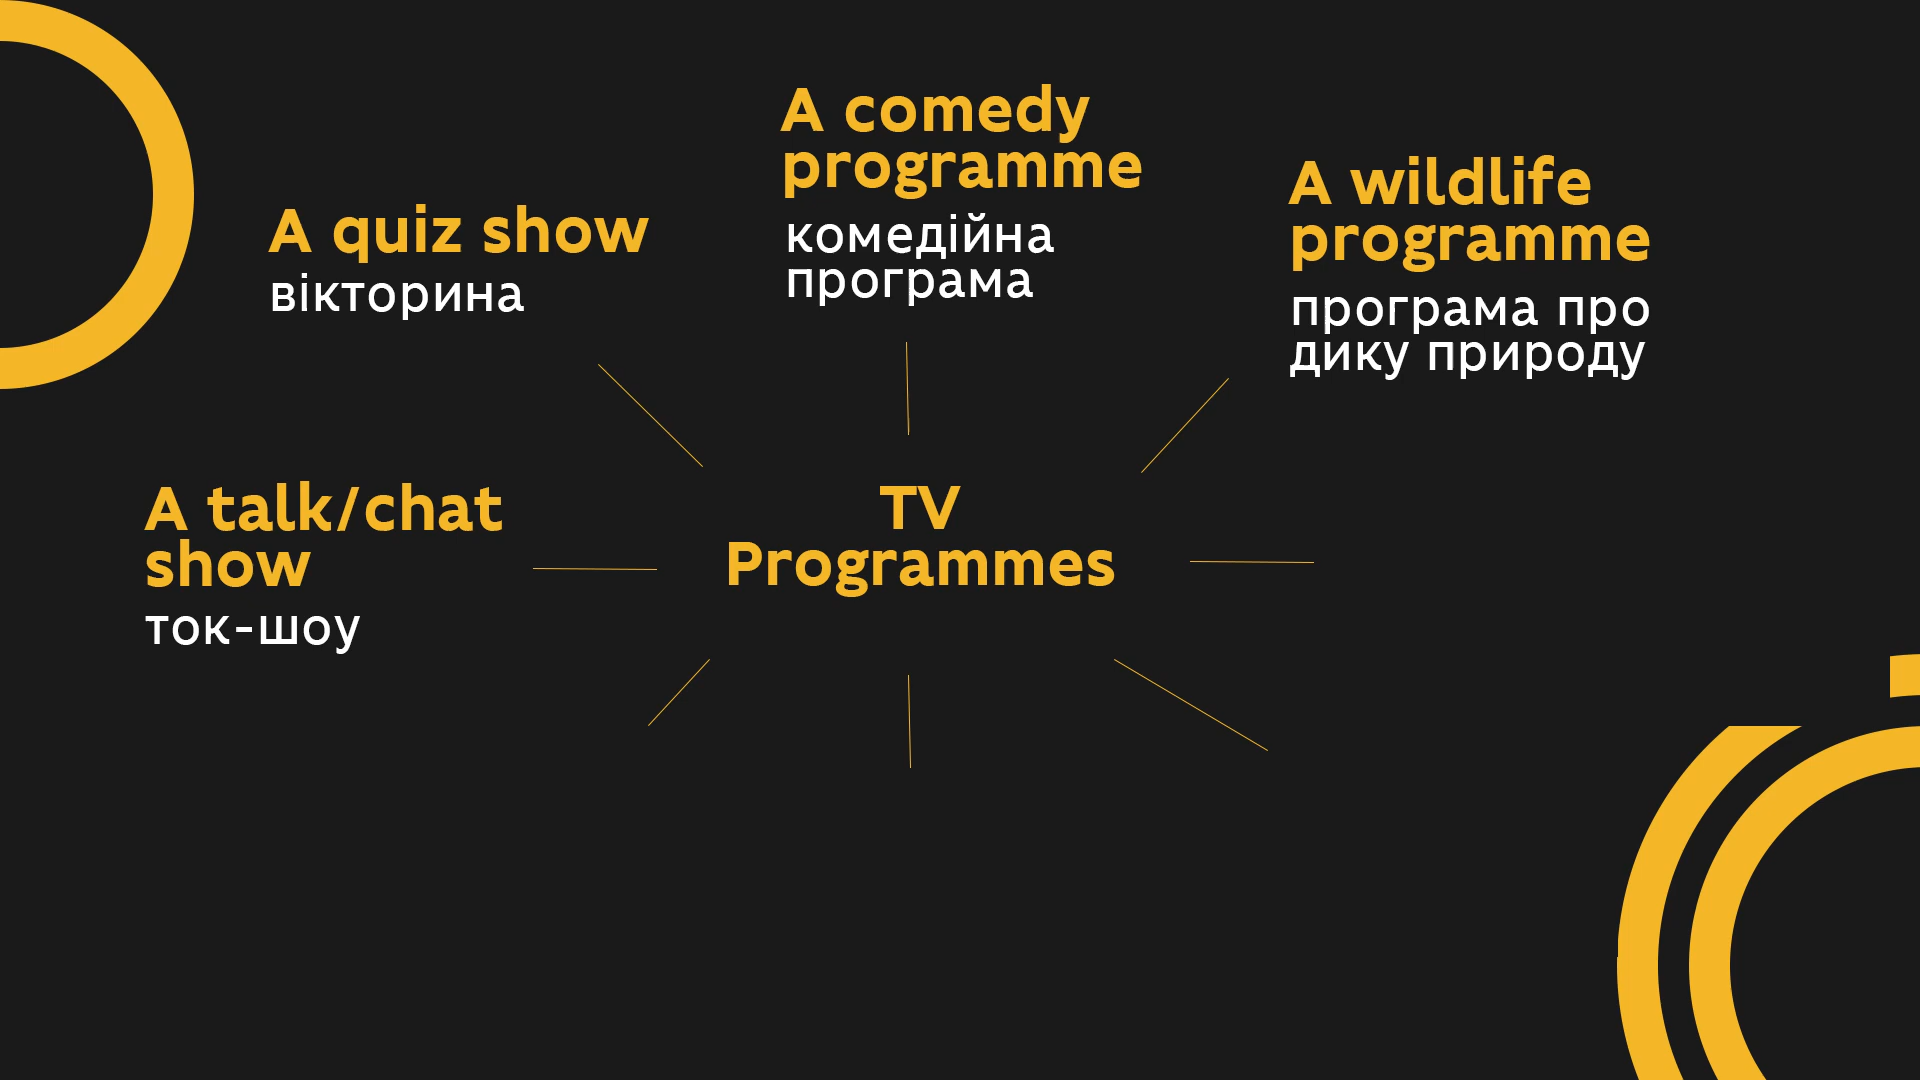 A quiz show
вікторина
A comedy
programme
комедійна
програма
A wildlife
programme
програма про
дику природу
A talk/chat
show
ток-шоу
TV
Programmes